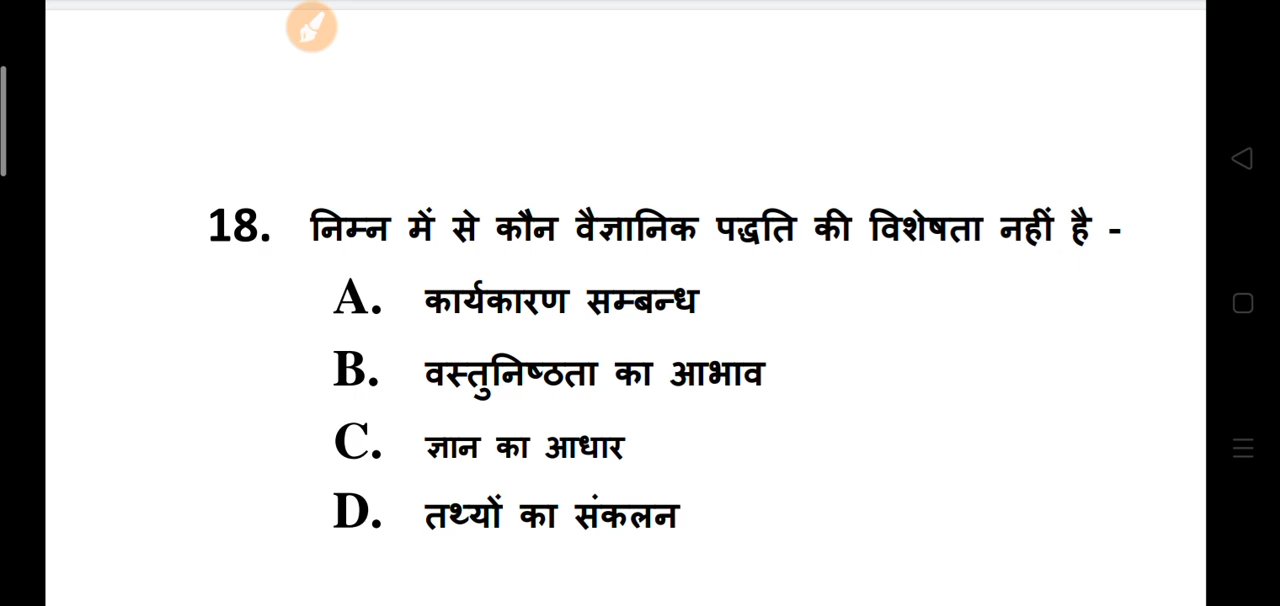 18. निम्न में से कौन वैज्ञानिक पद्धति की विशेषता नहीं है -
A. कार्यकारण सम्बन्ध
B. वस्तुनिष्ठता का आभाव
C. ज्ञान का आधार
D. तथ्यों का संकलन